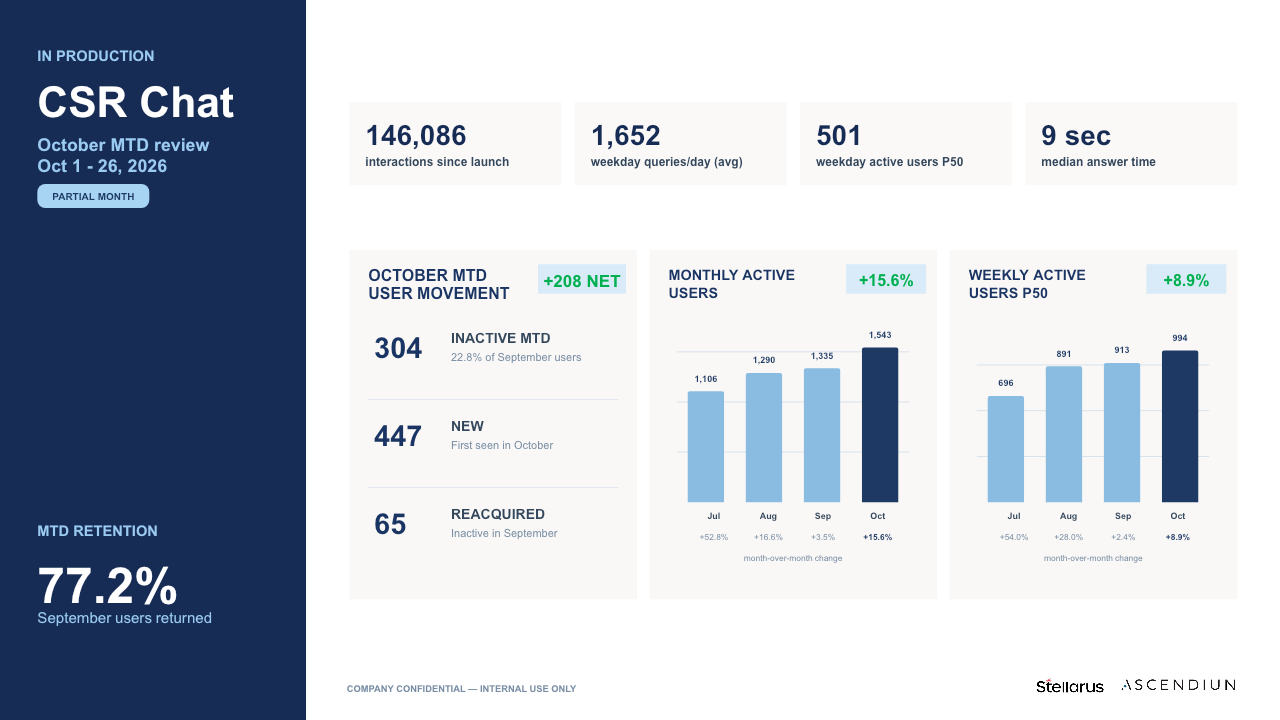 IN PRODUCTION
CSR Chat
October MTD review
Oct 1 - 26, 2026
PARTIAL MONTH
MTD RETENTION
77.2%
September users returned
146,086
interactions since launch
1,652
weekday queries/day (avg)
501
weekday active users P50
9 sec
median answer time
OCTOBER MTD
USER MOVEMENT
+208 NET
304
INACTIVE MTD
22.8% of September users
447
NEW
First seen in October
65
REACQUIRED
Inactive in September
MONTHLY ACTIVE
USERS
+15.6%
1,106
1,290
1,335
1,543
Jul Aug Sep Oct
+52.8% +16.6% +3.5% +15.6%
month-over-month change
WEEKLY ACTIVE
USERS P50
+8.9%
696
891
913
994
Jul Aug Sep Oct
+54.0% +28.0% +2.4% +8.9%
month-over-month change
COMPANY CONFIDENTIAL — INTERNAL USE ONLY
Stellarus
ASCENDIUN